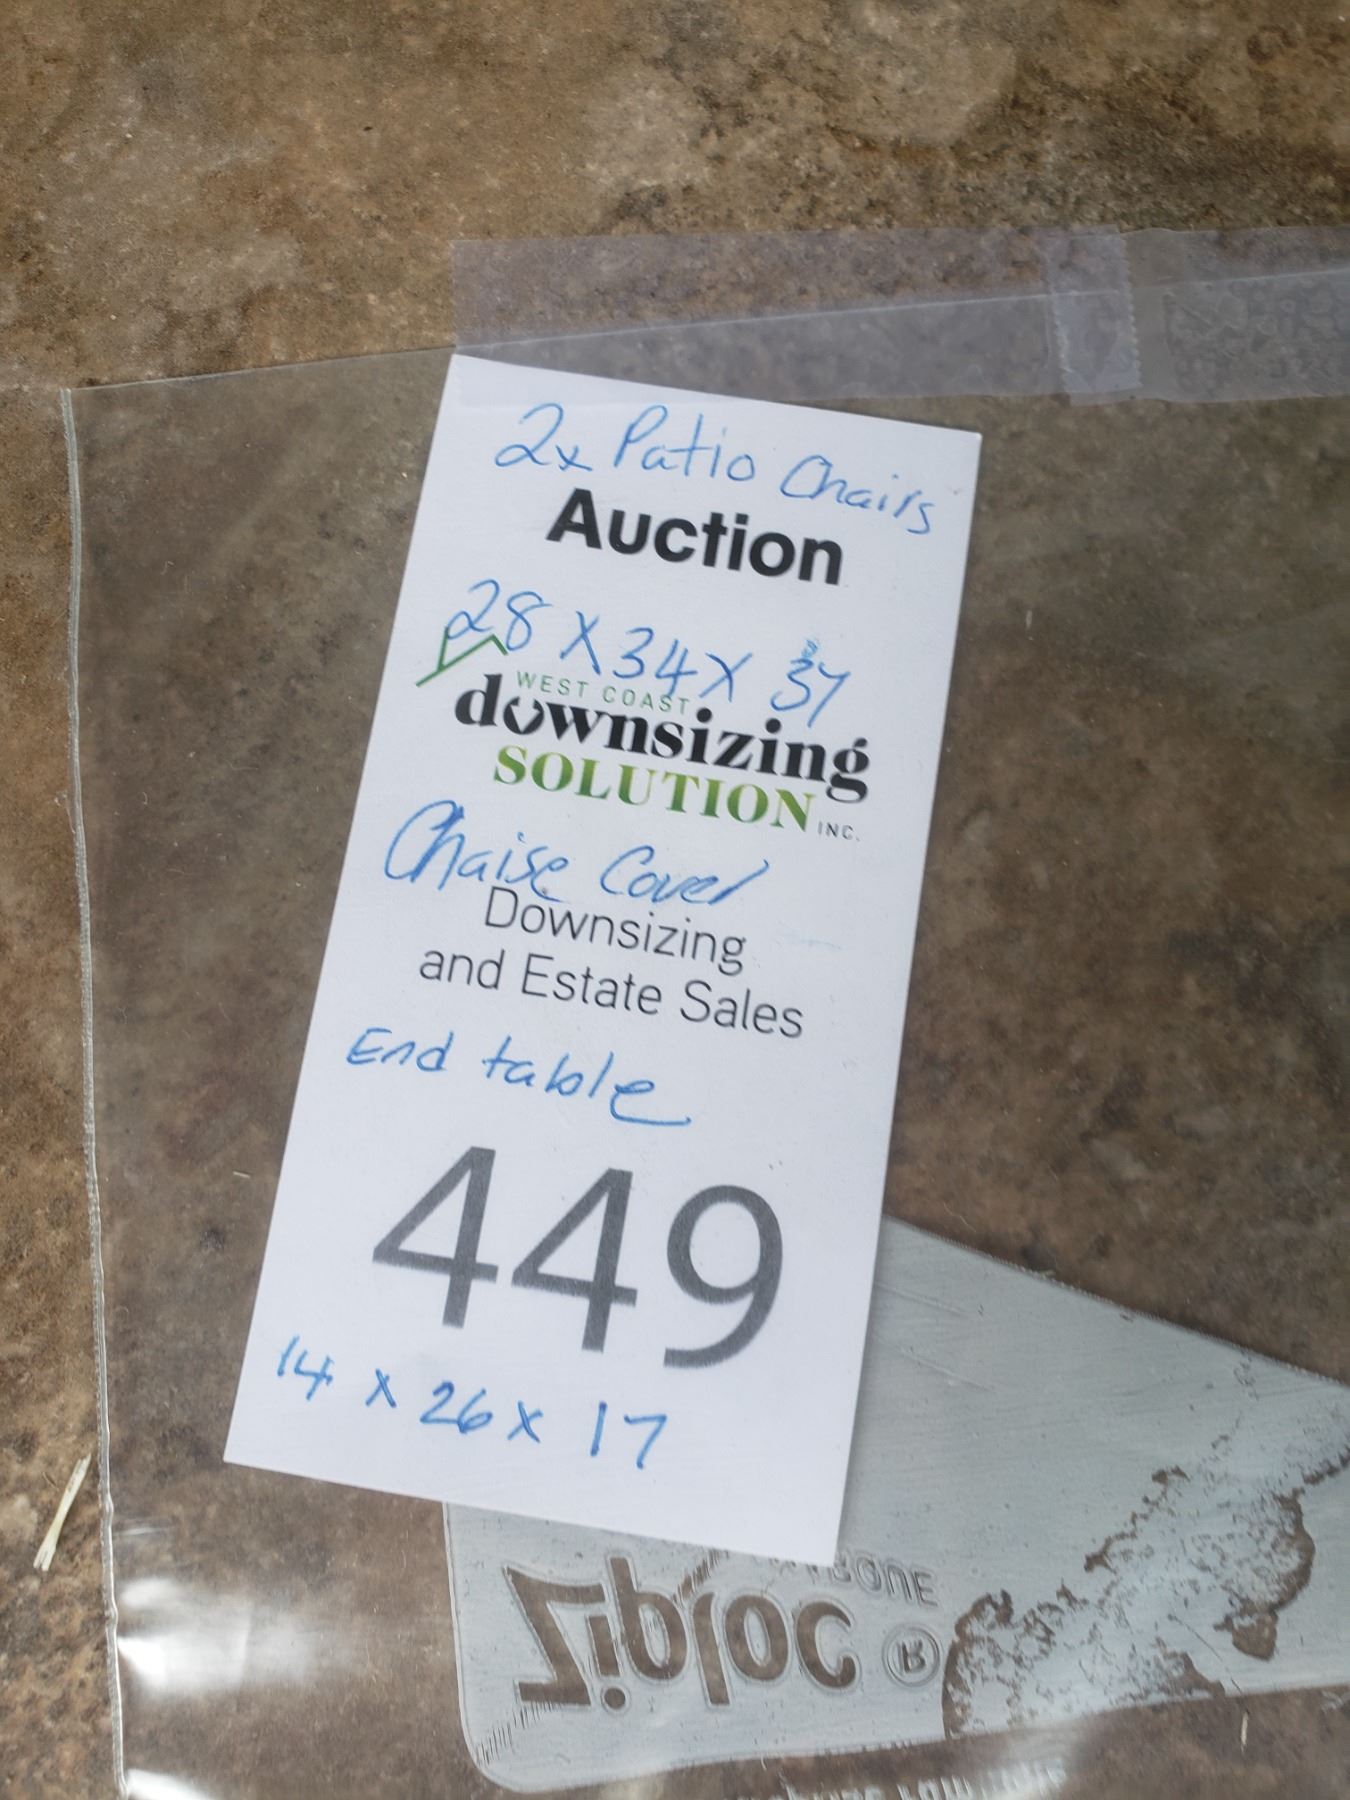 2x Patio Chairs
Auction
28 X 34 X 37
WEST COAST
downsizing
SOLUTION INC.
Chaise Cover
Downsizing
and Estate Sales
End table
449
14 x 26 x 17
Ziploc ®